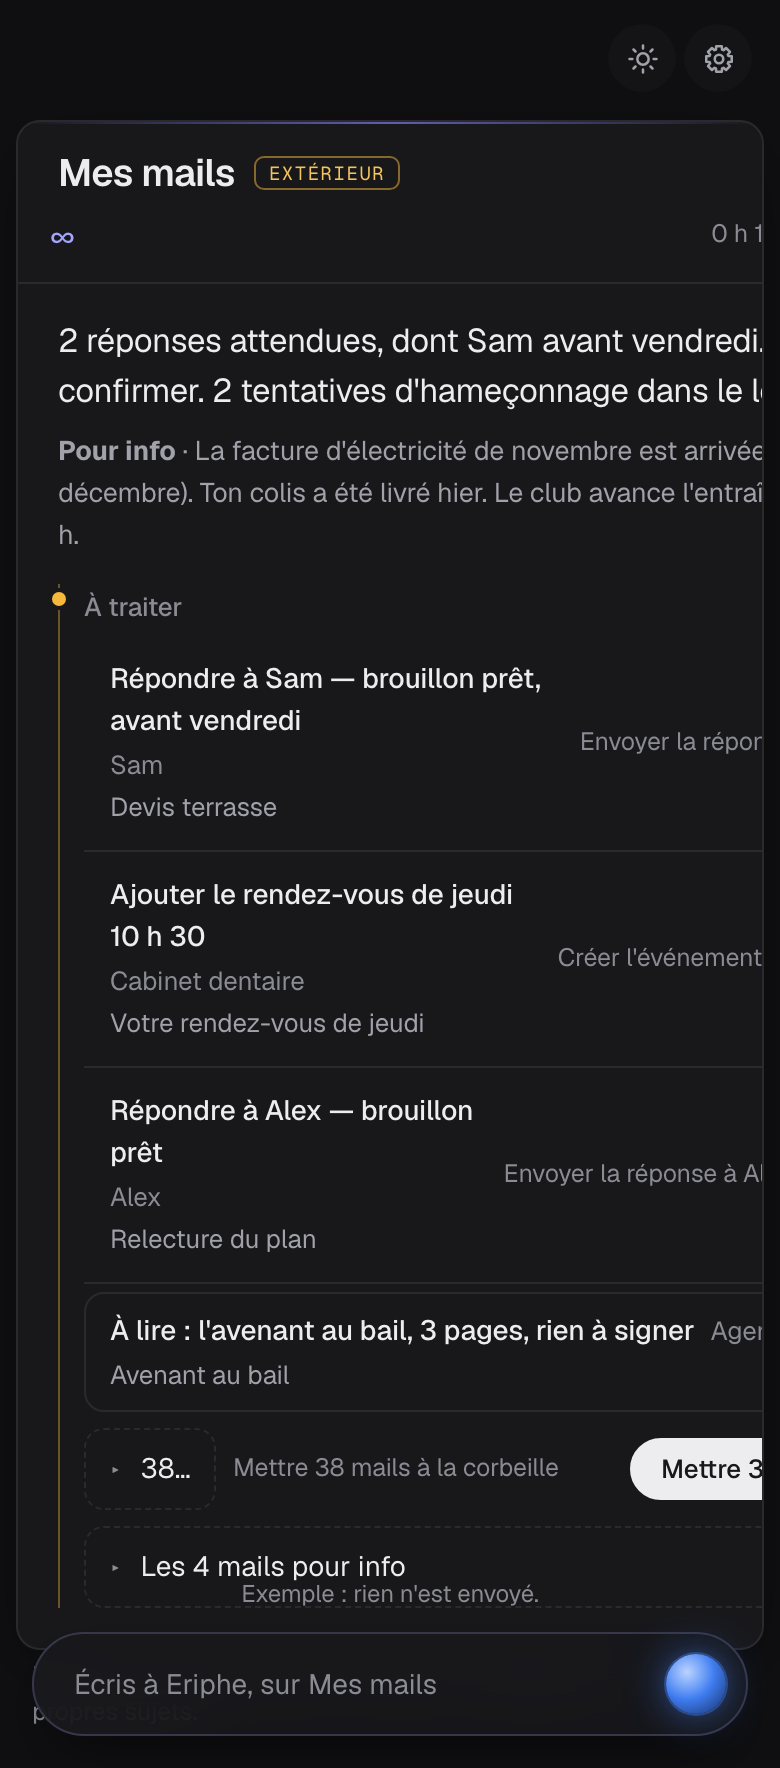 Mes mails EXTÉRIEUR
∞ 0 h 1
2 réponses attendues, dont Sam avant vendredi.
confirmer. 2 tentatives d'hameçonnage dans le l
Pour info · La facture d'électricité de novembre est arrivée
décembre). Ton colis a été livré hier. Le club avance l'entraî
h.
À traiter
Répondre à Sam — brouillon prêt,
avant vendredi
Envoyer la répon
Sam
Devis terrasse
Ajouter le rendez-vous de jeudi
10 h 30
Créer l'événement
Cabinet dentaire
Votre rendez-vous de jeudi
Répondre à Alex — brouillon
prêt
Envoyer la réponse à Al
Alex
Relecture du plan
À lire : l'avenant au bail, 3 pages, rien à signer Agen
Avenant au bail
38… Mettre 38 mails à la corbeille Mettre 3
Les 4 mails pour info
Exemple : rien n'est envoyé.
Écris à Eriphe, sur Mes mails
propres sujets.